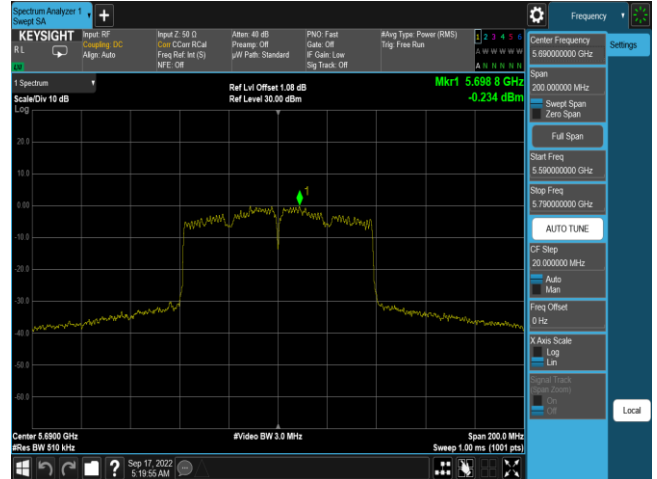 Spectrum Analyzer 1
Swept SA
+
Frequency
KEYSIGHT
RL
Input: RF
Coupling: DC
Align: Auto
Input Z: 50 Ω
Corr CCorr RCal
Freq Ref: Int (S)
NFE: Off
Atten: 40 dB
Preamp: Off
µW Path: Standard
PNO: Fast
Gate: Off
IF Gain: Low
Sig Track: Off
#Avg Type: Power (RMS)
Trig: Free Run
1 2 3 4 5 6
A W W W W W
A N N N N N
LXI
1 Spectrum
Scale/Div 10 dB
Log
Ref Lvl Offset 1.08 dB
Ref Level 30.00 dBm
Mkr1 5.698 8 GHz
-0.234 dBm
20.0
10.0
0.00
-10.0
-20.0
-30.0
-40.0
-50.0
-60.0
1
Center 5.6900 GHz
#Res BW 510 kHz
#Video BW 3.0 MHz
Span 200.0 MHz
Sweep 1.00 ms (1001 pts)
Sep 17, 2022
5:19:55 AM
Center Frequency
5.690000000 GHz
Settings
Span
200.000000 MHz
Swept Span
Zero Span
Full Span
Start Freq
5.590000000 GHz
Stop Freq
5.790000000 GHz
AUTO TUNE
CF Step
20.000000 MHz
Auto
Man
Freq Offset
0 Hz
X Axis Scale
Log
Lin
Signal Track
(Span Zoom)
On
Off
Local